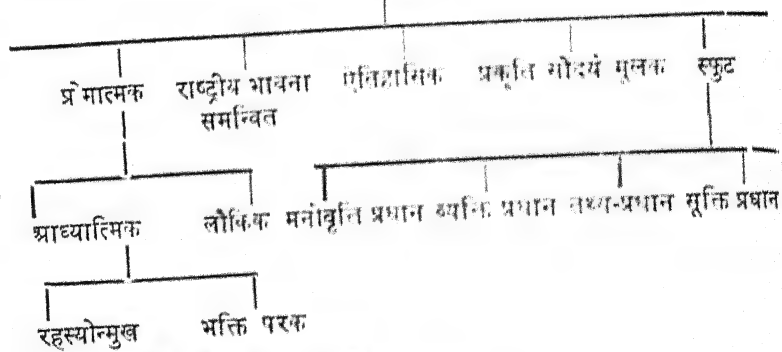 प्रेमात्मक राष्ट्रीय भावना ऐतिहासिक प्रकृति सौंदर्य मूलक स्फुट
समन्वित
आध्यात्मिक लौकिक मनोवृत्ति प्रधान व्यक्ति प्रधान तथ्य-प्रधान सूक्ति प्रधान
रहस्योन्मुख भक्ति परक